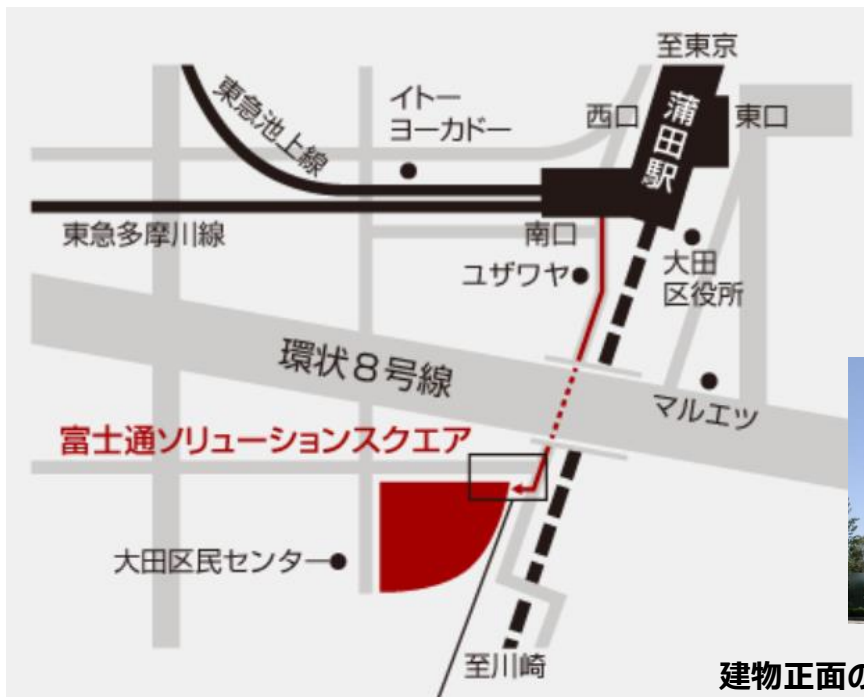 至東京
東急池上線
イトー
ヨーカドー
西口
蒲田駅
東口
東急多摩川線
南口
ユザワヤ
大田
区役所
環状8号線
マルエツ
富士通ソリューションスクエア
大田区民センター
至川崎
建物正面の